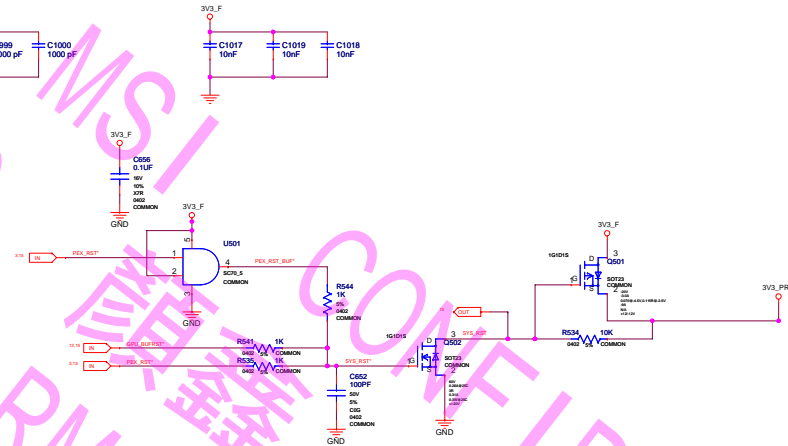 3V3_F
C1000
1000 pF
C1017
10nF
C1019
10nF
C1018
10nF
3V3_F
C656
0.1UF
16V
10%
X7R
0402
COMMON
GND
3V3_F
U501
5
1
2
4
3
SC70_5
COMMON
GND
IN
PEX_RST*
PEX_RST_BUF*
R544
1K
5%
0402
COMMON
IN
GPU_BUFRST*
R541
1K
0402
5%
COMMON
IN
PEX_RST*
R535
1K
0402
5%
COMMON
SYS_RST*
C652
100PF
50V
5%
C0G
0402
COMMON
GND
1G1D1S
D
G
S
3
1
2
Q502
SOT23
COMMON
GND
OUT
SYS_RST
3V3_F
1G1D1S
D
G
S
3
1
2
Q501
SOT23
COMMON
R534
10K
0402
5%
COMMON
3V3_PR
MSI
CONFID